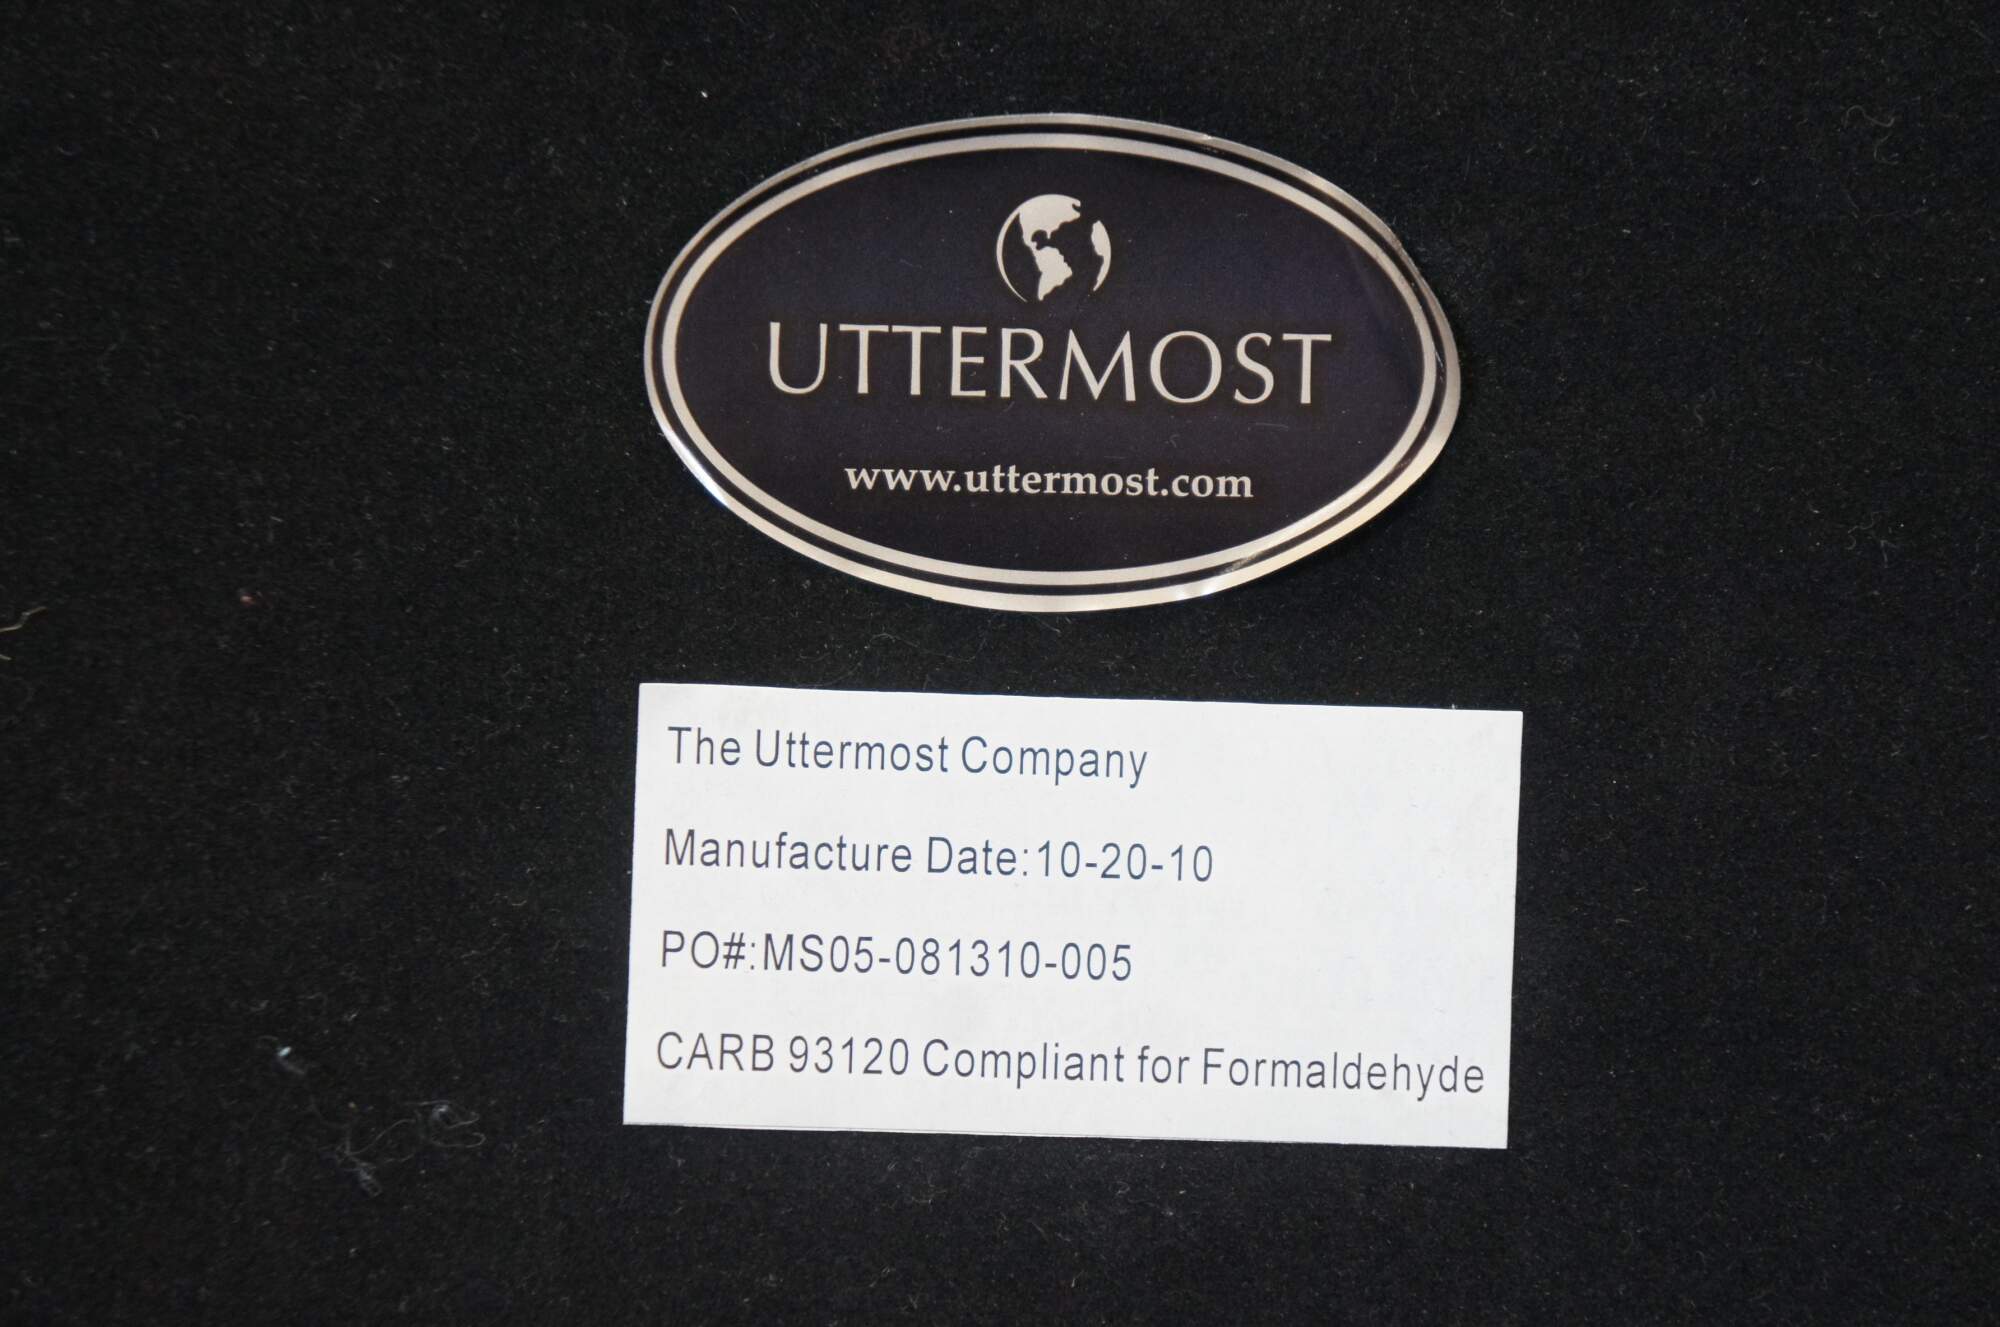 UTTERMOST
www.uttermost.com
The Uttermost Company
Manufacture Date:10-20-10
PO#:MS05-081310-005
CARB 93120 Compliant for Formaldehyde